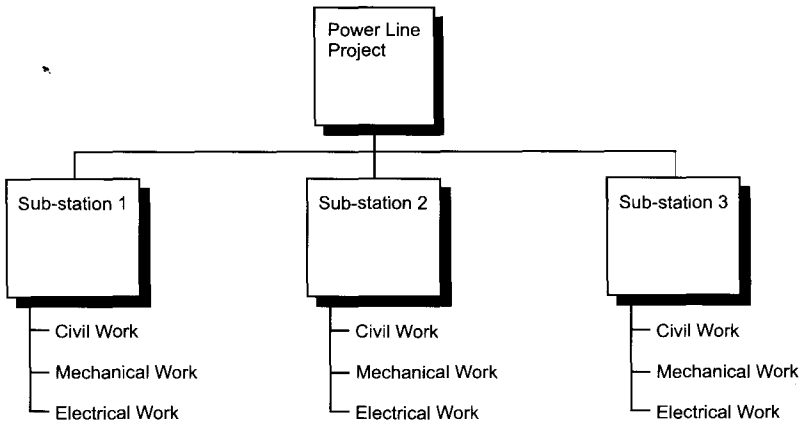 Power Line
Project
Sub-station 1
Sub-station 2
Sub-station 3
Civil Work
Mechanical Work
Electrical Work
Civil Work
Mechanical Work
Electrical Work
Civil Work
Mechanical Work
Electrical Work